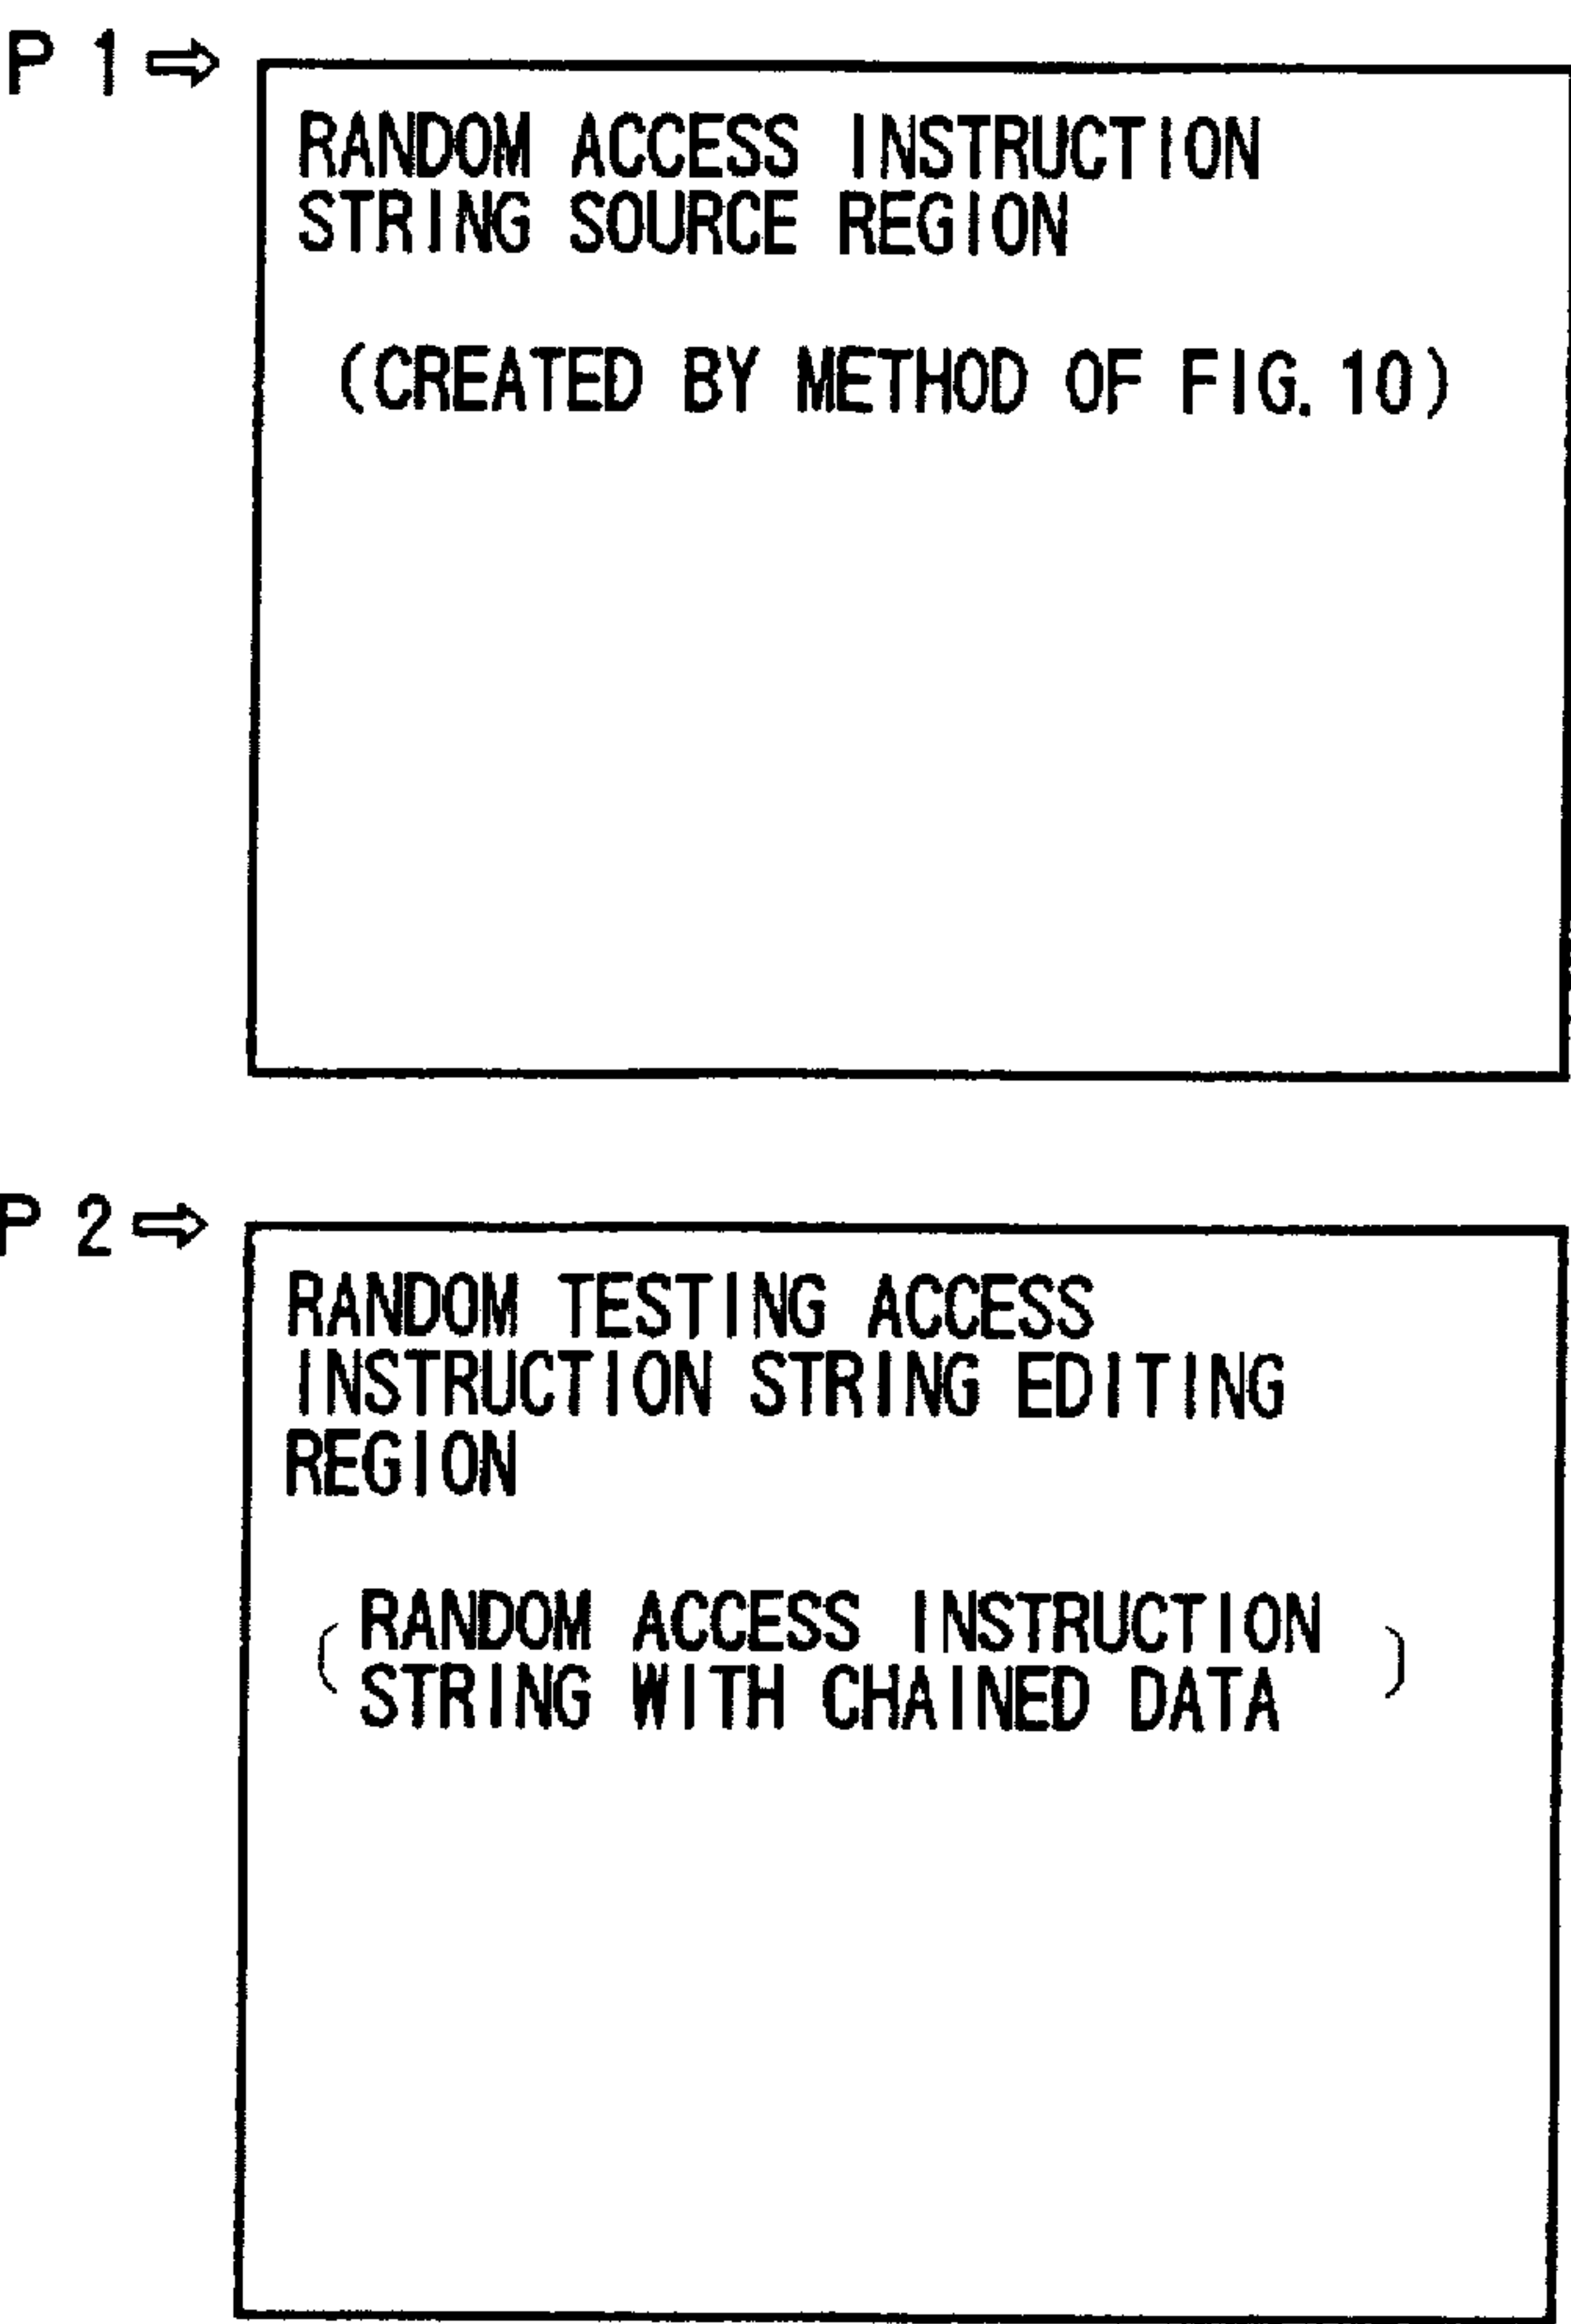 P 1⇨
RANDOM ACCESS INSTRUCTION
STRING SOURCE REGION
(CREATED BY METHOD OF FIG. 10)
P 2⇨
RANDOM TESTING ACCESS
INSTRUCTION STRING EDITING
REGION
(RANDOM ACCESS INSTRUCTION
STRING WITH CHAINED DATA)